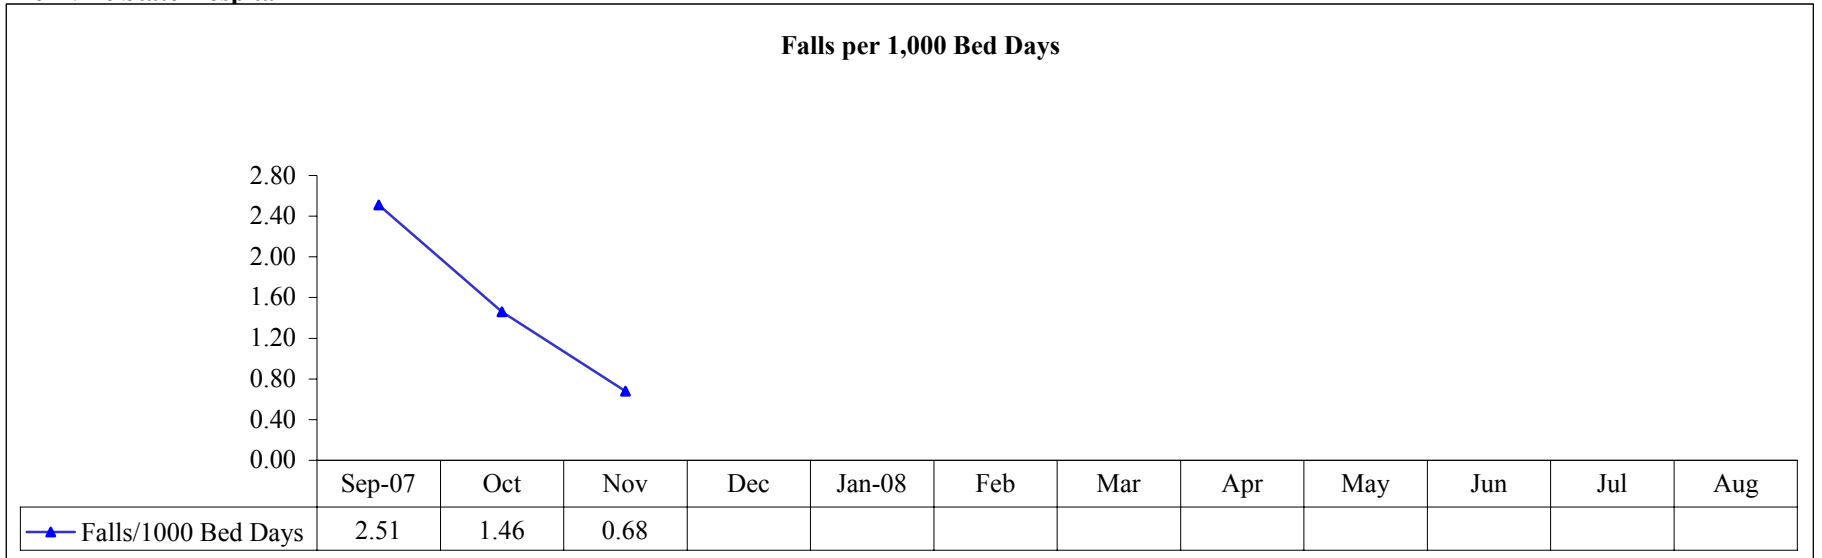 Falls per 1,000 Bed Days
2.80
2.40
2.00
1.60
1.20
0.80
0.40
0.00
Sep-07 Oct Nov Dec Jan-08 Feb Mar Apr May Jun Jul Aug
Falls/1000 Bed Days 2.51 1.46 0.68